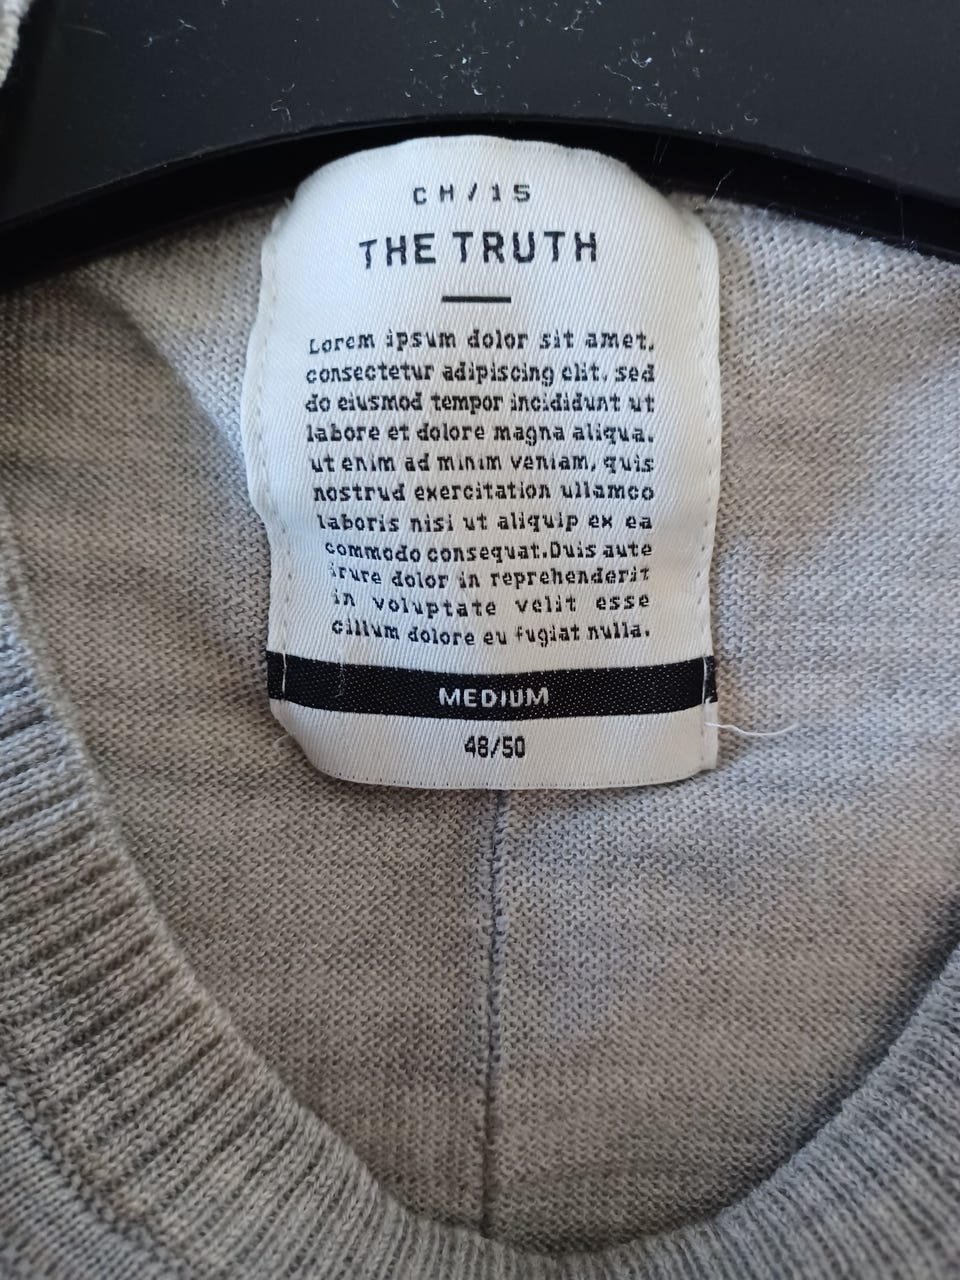 CH/15
THE TRUTH
Lorem ipsum dolor sit amet,
consectetur adipiscing elit, sed
do eiusmod tempor incididunt ut
labore et dolore magna aliqua.
ut enim ad minim veniam, quis
nostrud exercitation ullamco
laboris nisi ut aliquip ex ea
commodo consequat.Duis aute
irure dolor in reprehenderit
in voluptate velit esse
cillum dolore eu fugiat nulla.
MEDIUM
48/50